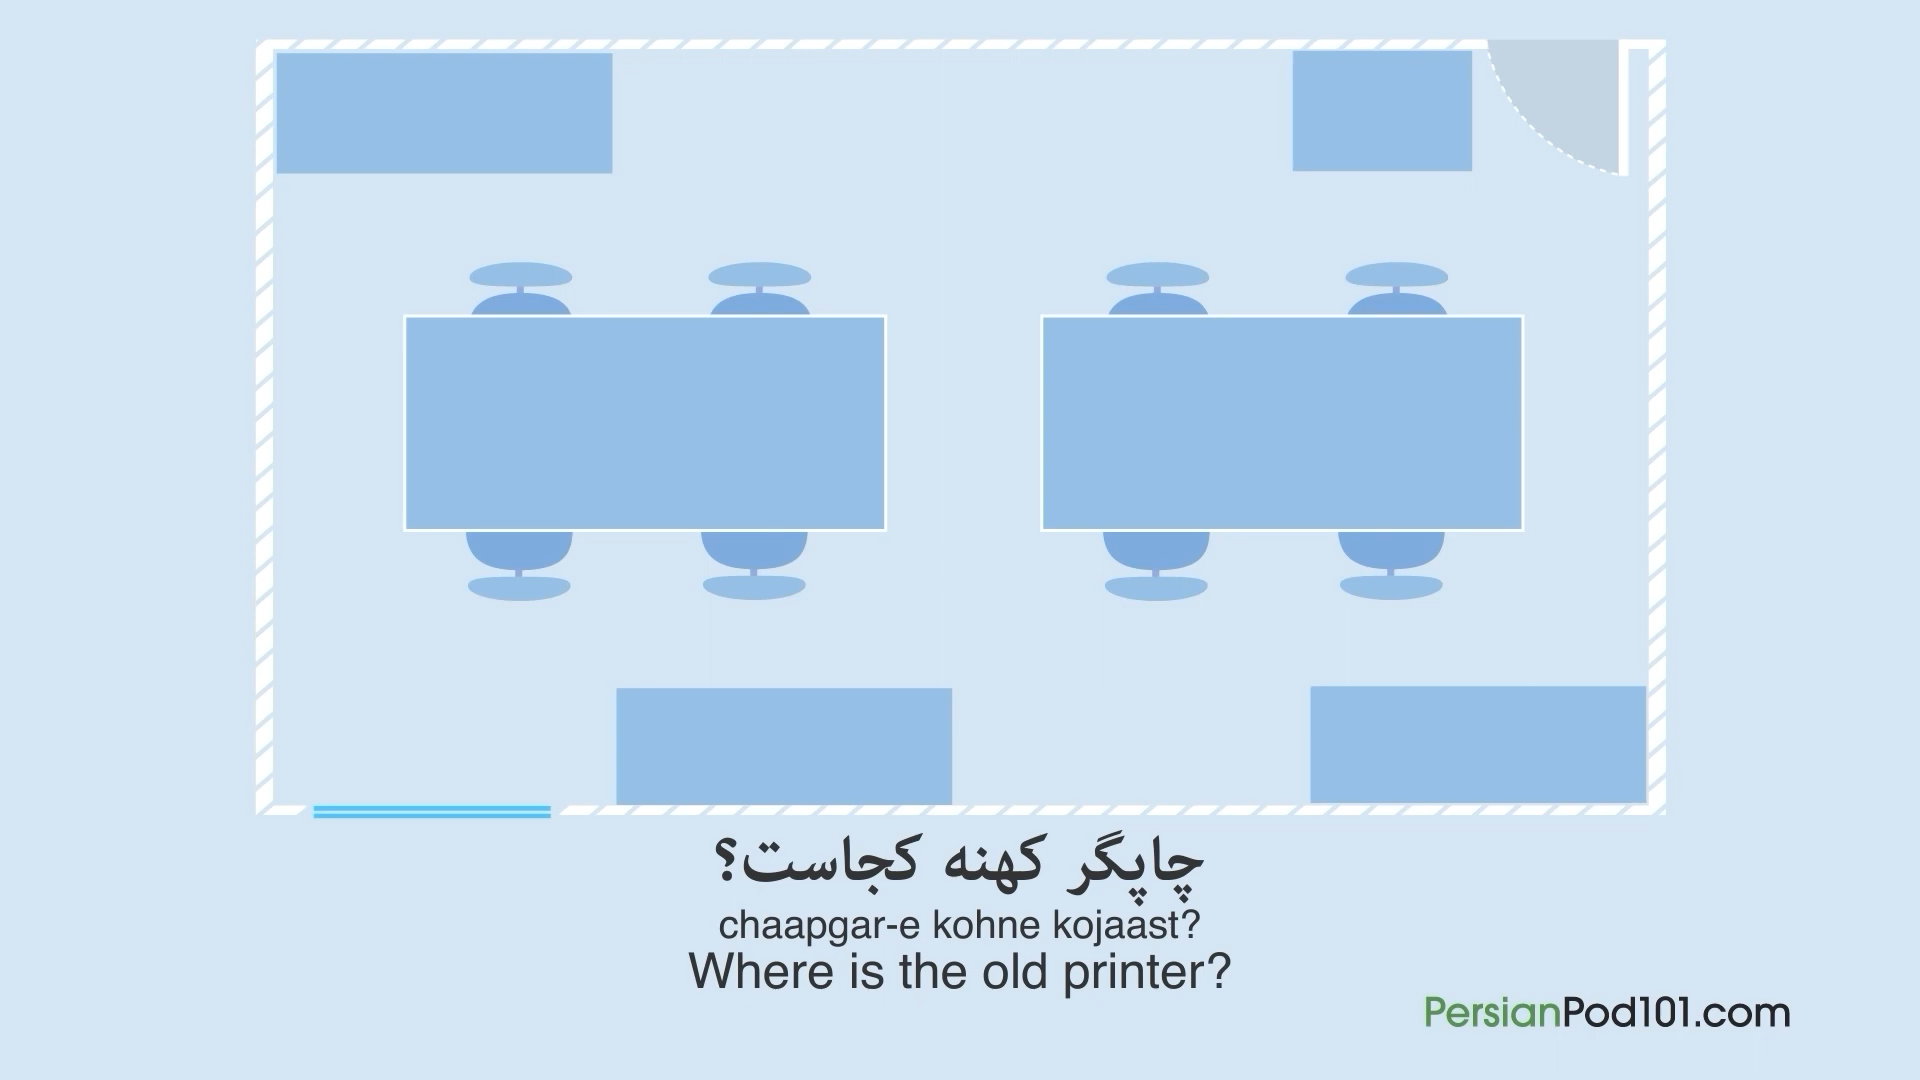 چاپگر کهنه کجاست؟
chaapgar-e kohne kojaast?
Where is the old printer?
PersianPod101.com